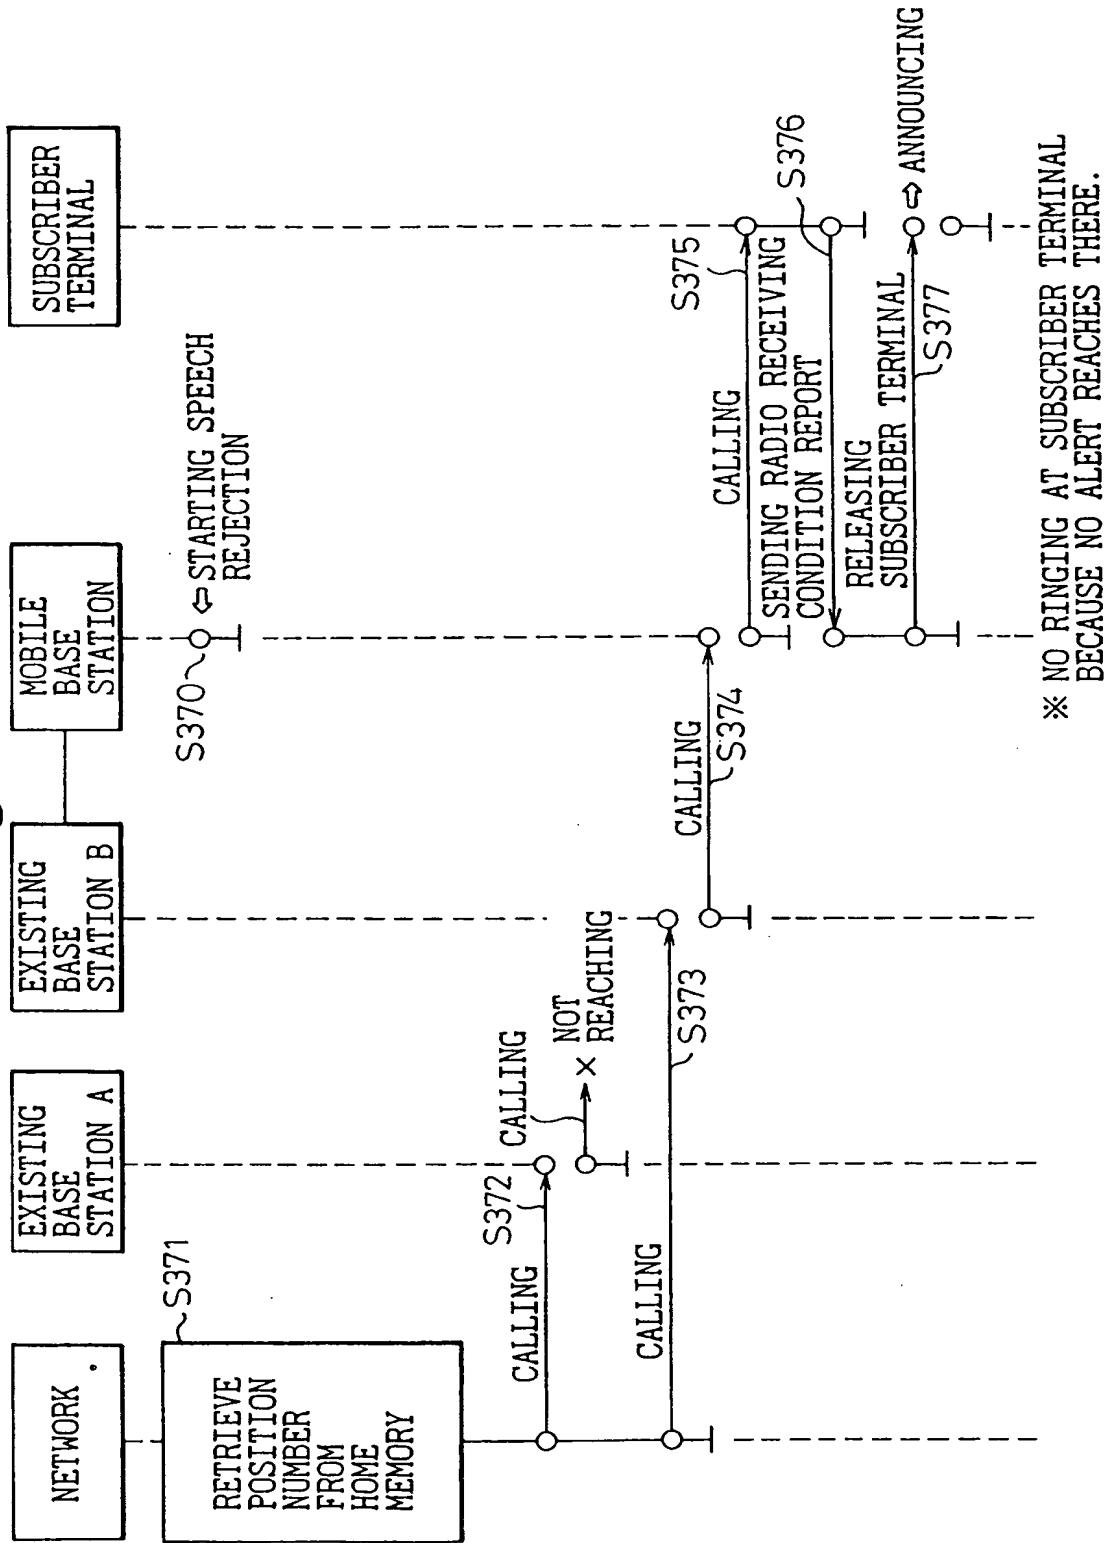 NETWORK
EXISTING
BASE
STATION A
EXISTING
BASE
STATION B
MOBILE
BASE
STATION
SUBSCRIBER
TERMINAL
S370
⇦ STARTING SPEECH
REJECTION
S371
RETRIEVE
POSITION
NUMBER
FROM
HOME
MEMORY
CALLING
S372
CALLING
× NOT
REACHING
CALLING
S373
CALLING
S374
CALLING
S375
SENDING RADIO RECEIVING
CONDITION REPORT
S376
RELEASING
SUBSCRIBER TERMINAL
S377
⇨ ANNOUNCING
※ NO RINGING AT SUBSCRIBER TERMINAL
BECAUSE NO ALERT REACHES THERE.